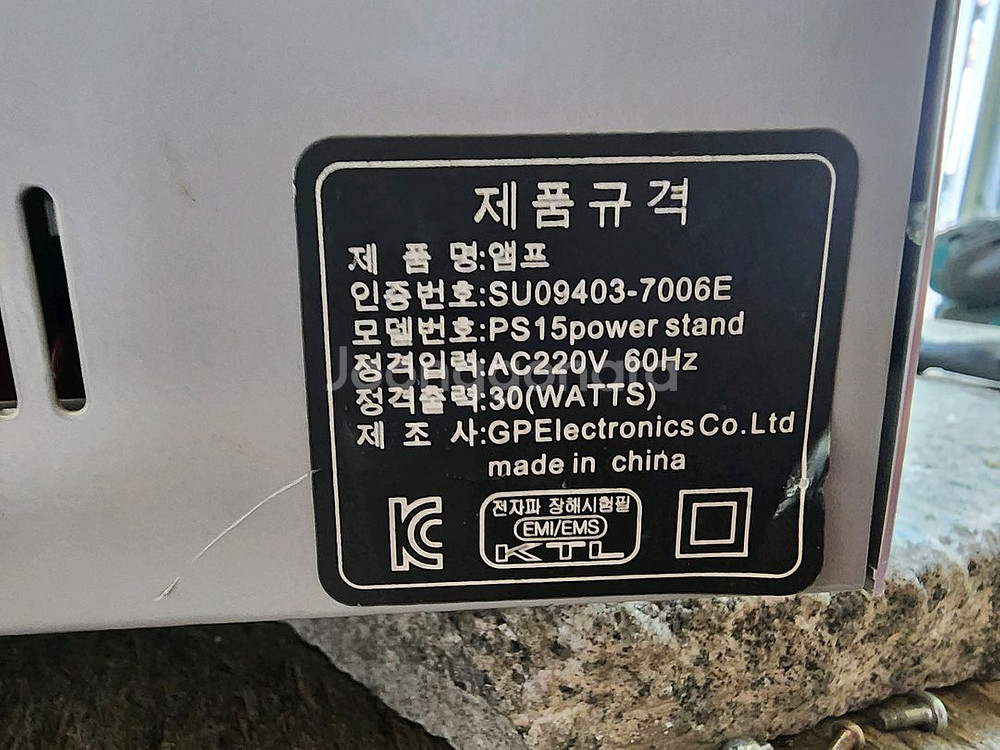 제품규격
제 품 명:앰프
인증번호:SU09403-7006E
모델번호:PS15power stand
정격입력:AC220V 60Hz
정격출력:30(WATTS)
제 조 사:GPElectronicsCo.Ltd
made in china
KC
전자파 장해시험필
EMI/EMS
KTL
Joonggonara